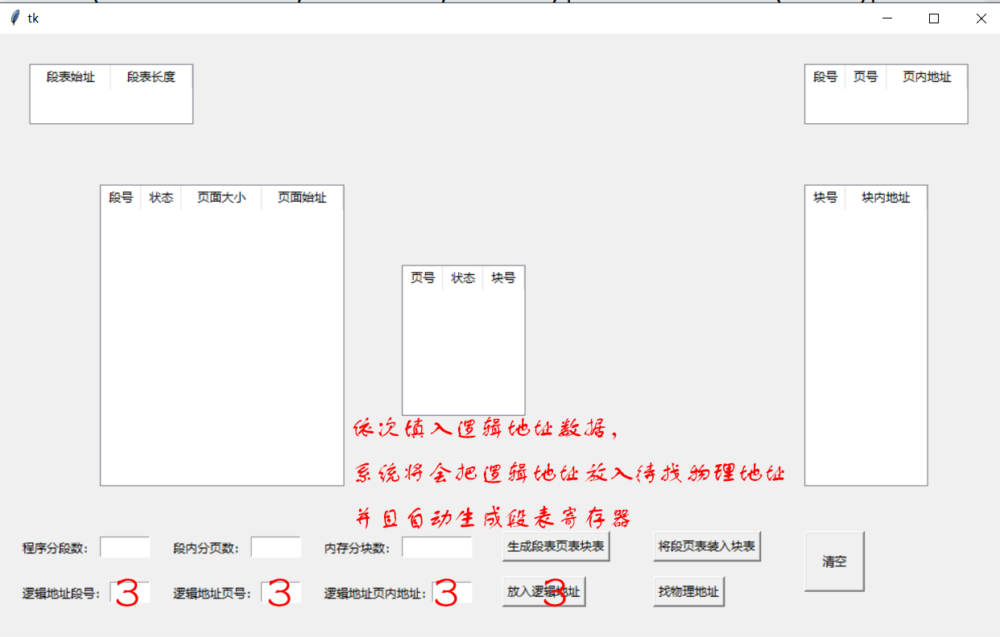 tk
段表始址 段表长度
段号 页号 页内地址
段号 状态 页面大小 页面始址
块号 块内地址
页号 状态 块号
依次填入逻辑地址数据，
系统将会把逻辑地址放入待找物理地址
并且自动生成段表寄存器
程序分段数： 段内分页数： 内存分块数： 生成段表页表块表 将段页表装入块表
清空
逻辑地址段号： 3 逻辑地址页号： 3 逻辑地址页内地址： 3 放入逻辑地址 3 找物理地址